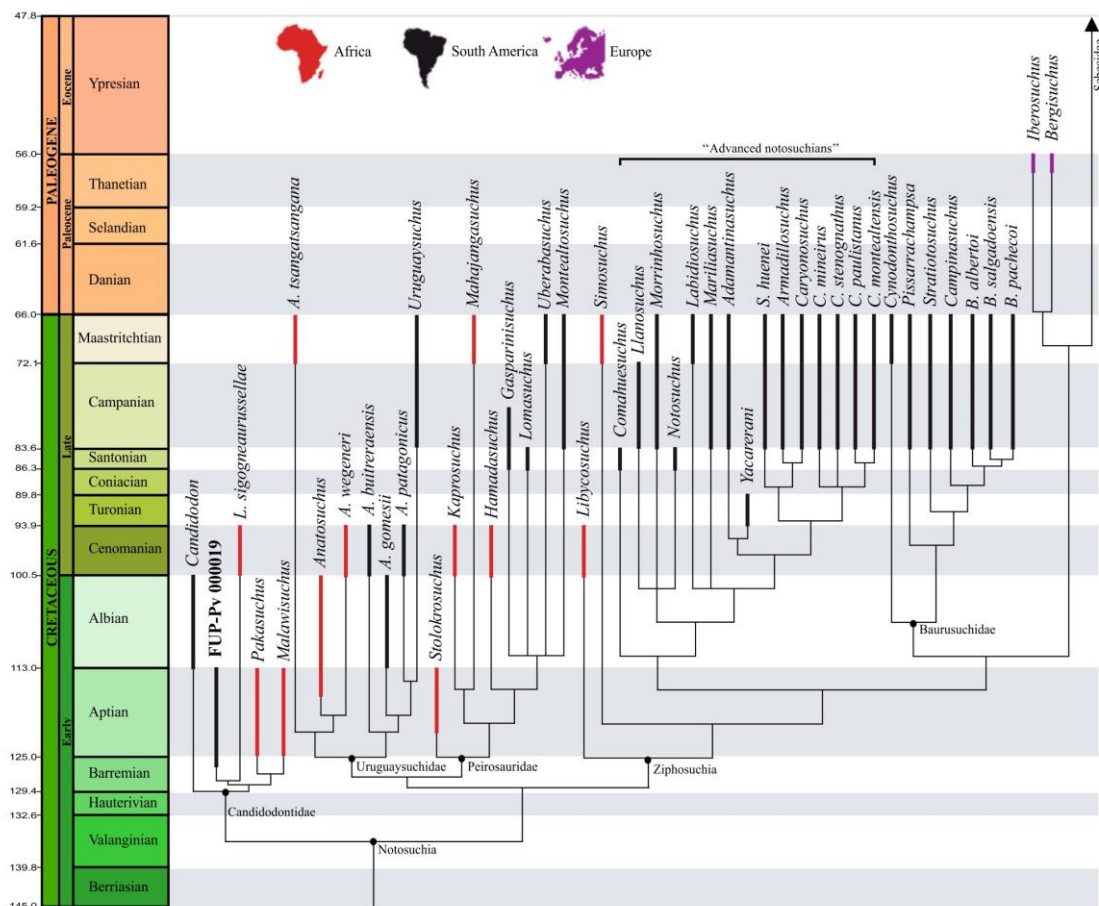 47.8
56.0
59.2
61.6
66.0
72.1
83.6
86.3
89.8
93.9
100.5
113.0
125.0
129.4
132.6
139.8
145.0
PALEOGENE
CRETACEOUS
Eocene
Paleocene
Late
Early
Ypresian
Thanetian
Selandian
Danian
Maastritchtian
Campanian
Santonian
Coniacian
Turonian
Cenomanian
Albian
Aptian
Barremian
Hauterivian
Valanginian
Berriasian
Africa
South America
Europe
“Advanced notosuchians”
Candidodon
FUP-Pv 000019
L. sigogneaurussellae
Pakasuchus
Malawisuchus
A. tsangatsangana
Anatosuchus
A. wegeneri
A. buitreraensis
A. gomesii
A. patagonicus
Uruguaysuchus
Stolokrosuchus
Kaprosuchus
Mahajangasuchus
Hamadasuchus
Gasparinisuchus
Lomasuchus
Uberabasuchus
Montealtosuchus
Libycosuchus
Simosuchus
Comahuesuchus
Llanosuchus
Morrinhosuchus
Notosuchus
Labidiosuchus
Mariliasuchus
Adamantinasuchus
Yacarerani
S. huenei
Armadillosuchus
Caryonosuchus
C. mineirus
C. stenognatus
C. paulistanus
C. montealtensis
Cynodonthosuchus
Pissarrachampsa
Stratiotosuchus
Campinasuchus
B. albertoi
B. salgadoensis
B. pachecoi
Iberosuchus
Bergisuchus
Uruguaysuchidae
Peirosauridae
Ziphosuchia
Baurusuchidae
Candidodontidae
Notosuchia